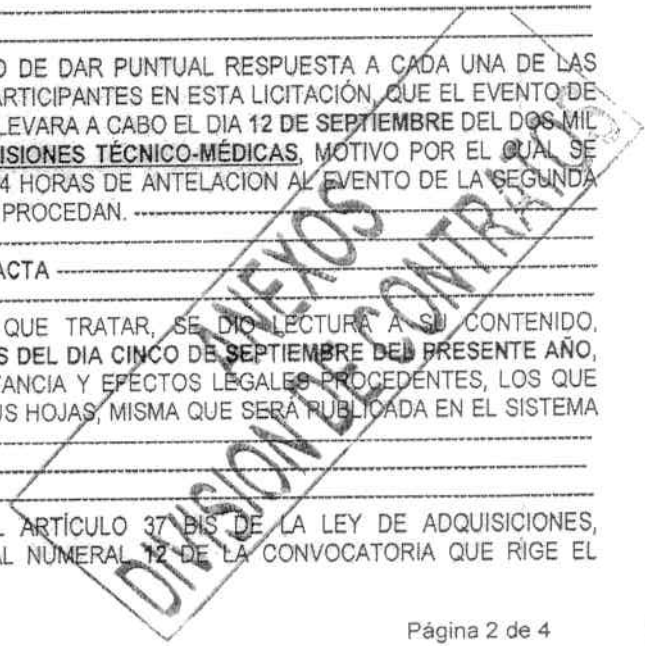 O DE DAR PUNTUAL RESPUESTA A CADA UNA DE LAS
ARTICIPANTES EN ESTA LICITACIÓN, QUE EL EVENTO DE
LEVARA A CABO EL DIA 12 DE SEPTIEMBRE DEL DOS MIL
ISIONES TÉCNICO-MÉDICAS, MOTIVO POR EL CUAL SE
4 HORAS DE ANTELACION AL EVENTO DE LA SEGUNDA
PROCEDAN.
ACTA
QUE TRATAR, SE DIO LECTURA A SU CONTENIDO,
S DEL DIA CINCO DE SEPTIEMBRE DEL PRESENTE AÑO,
TANCIA Y EFECTOS LEGALES PROCEDENTES, LOS QUE
US HOJAS, MISMA QUE SERÁ PUBLICADA EN EL SISTEMA
L ARTÍCULO 37 BIS DE LA LEY DE ADQUISICIONES,
AL NUMERAL 12 DE LA CONVOCATORIA QUE RIGE EL
ANEXOS
DIVISION DE CONTRATOS
Página 2 de 4